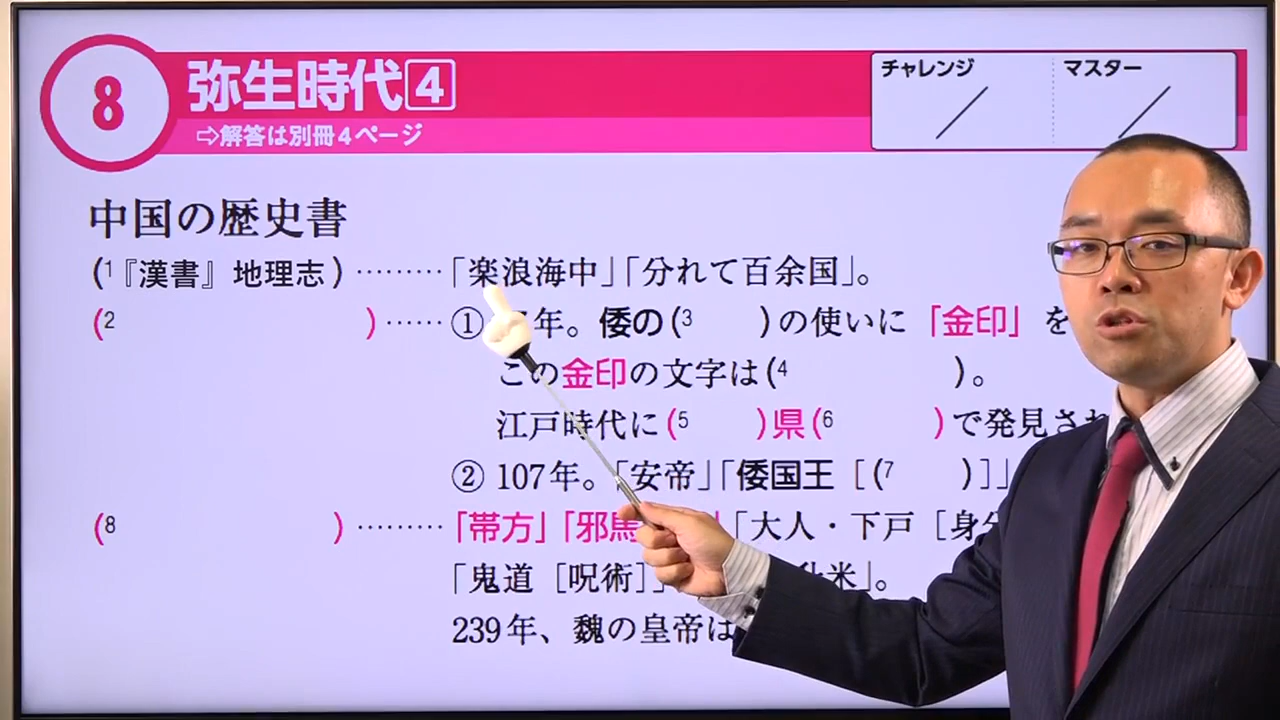 8
弥生時代4
⇨解答は別冊4ページ
チャレンジ
マスター
中国の歴史書
(1『漢書』地理志)………「楽浪海中」「分れて百余国」。
(2 )……①  年。倭の(3 )の使いに「金印」を
この金印の文字は(4 )。
江戸時代に(5 )県(6 )で発見され
②107年。「安帝」「倭国王[(7 )]」
(8 )………「帯方」「邪馬 」「大人・下戸[身分
「鬼道[呪術]」 米」。
239年、魏の皇帝は